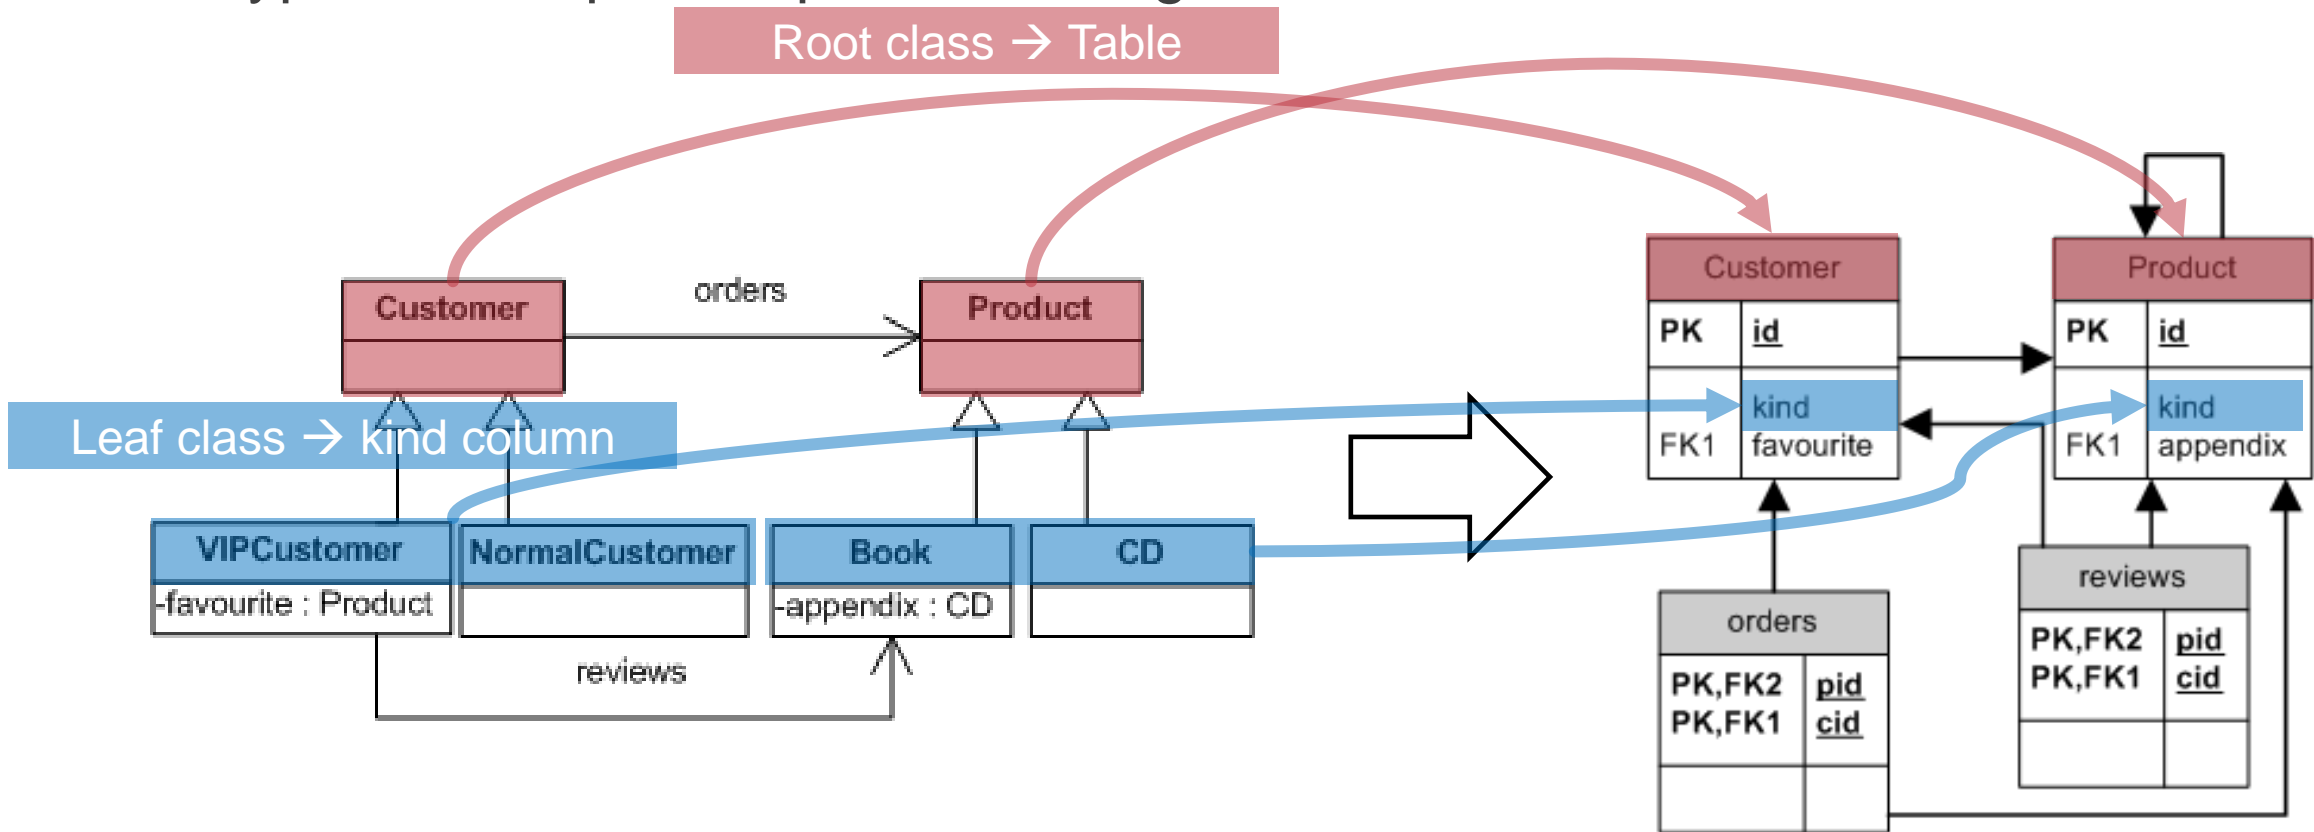 Root class → Table
Customer
orders
Product
Leaf class → kind column
VIPCustomer
-favourite : Product
NormalCustomer
Book
-appendix : CD
CD
reviews
Customer
PK id
kind
FK1 favourite
Product
PK id
kind
FK1 appendix
orders
PK,FK2 pid
PK,FK1 cid
reviews
PK,FK2 pid
PK,FK1 cid